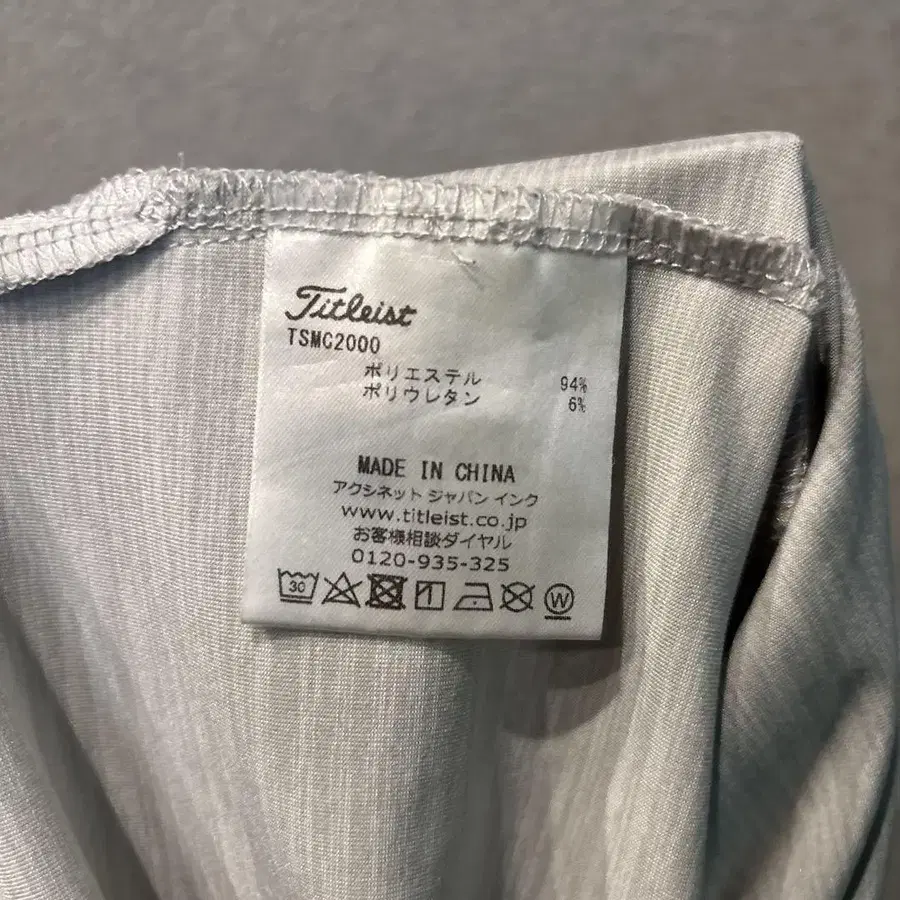 Titleist
TSMC2000
ポリエステル 94%
ポリウレタン 6%
MADE IN CHINA
アクシネット ジャパン インク
www.titleist.co.jp
お客様相談ダイヤル
0120-935-325
30 W